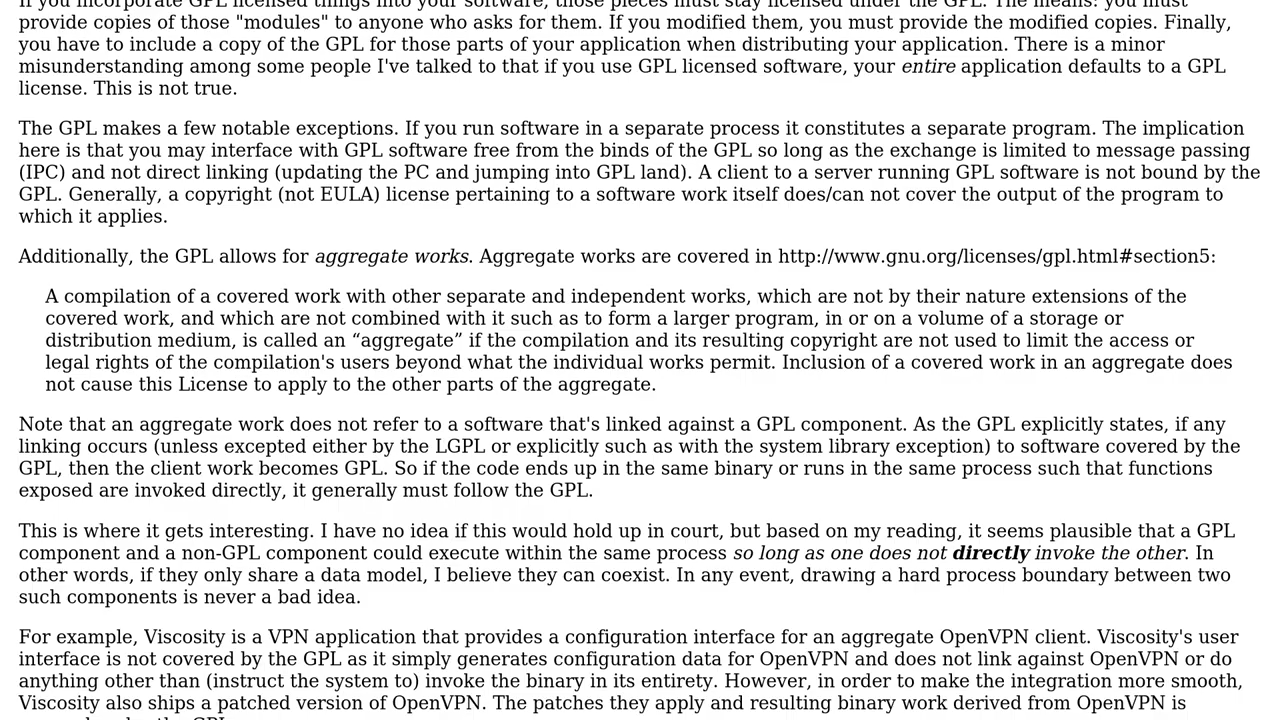 If you incorporate GPL licensed things into your software, those pieces must stay licensed under the GPL. The means: you must
provide copies of those "modules" to anyone who asks for them. If you modified them, you must provide the modified copies. Finally,
you have to include a copy of the GPL for those parts of your application when distributing your application. There is a minor
misunderstanding among some people I've talked to that if you use GPL licensed software, your entire application defaults to a GPL
license. This is not true.
The GPL makes a few notable exceptions. If you run software in a separate process it constitutes a separate program. The implication
here is that you may interface with GPL software free from the binds of the GPL so long as the exchange is limited to message passing
(IPC) and not direct linking (updating the PC and jumping into GPL land). A client to a server running GPL software is not bound by the
GPL. Generally, a copyright (not EULA) license pertaining to a software work itself does/can not cover the output of the program to
which it applies.
Additionally, the GPL allows for aggregate works. Aggregate works are covered in http://www.gnu.org/licenses/gpl.html#section5:
A compilation of a covered work with other separate and independent works, which are not by their nature extensions of the
covered work, and which are not combined with it such as to form a larger program, in or on a volume of a storage or
distribution medium, is called an “aggregate” if the compilation and its resulting copyright are not used to limit the access or
legal rights of the compilation's users beyond what the individual works permit. Inclusion of a covered work in an aggregate does
not cause this License to apply to the other parts of the aggregate.
Note that an aggregate work does not refer to a software that's linked against a GPL component. As the GPL explicitly states, if any
linking occurs (unless excepted either by the LGPL or explicitly such as with the system library exception) to software covered by the
GPL, then the client work becomes GPL. So if the code ends up in the same binary or runs in the same process such that functions
exposed are invoked directly, it generally must follow the GPL.
This is where it gets interesting. I have no idea if this would hold up in court, but based on my reading, it seems plausible that a GPL
component and a non-GPL component could execute within the same process so long as one does not directly invoke the other. In
other words, if they only share a data model, I believe they can coexist. In any event, drawing a hard process boundary between two
such components is never a bad idea.
For example, Viscosity is a VPN application that provides a configuration interface for an aggregate OpenVPN client. Viscosity's user
interface is not covered by the GPL as it simply generates configuration data for OpenVPN and does not link against OpenVPN or do
anything other than (instruct the system to) invoke the binary in its entirety. However, in order to make the integration more smooth,
Viscosity also ships a patched version of OpenVPN. The patches they apply and resulting binary work derived from OpenVPN is